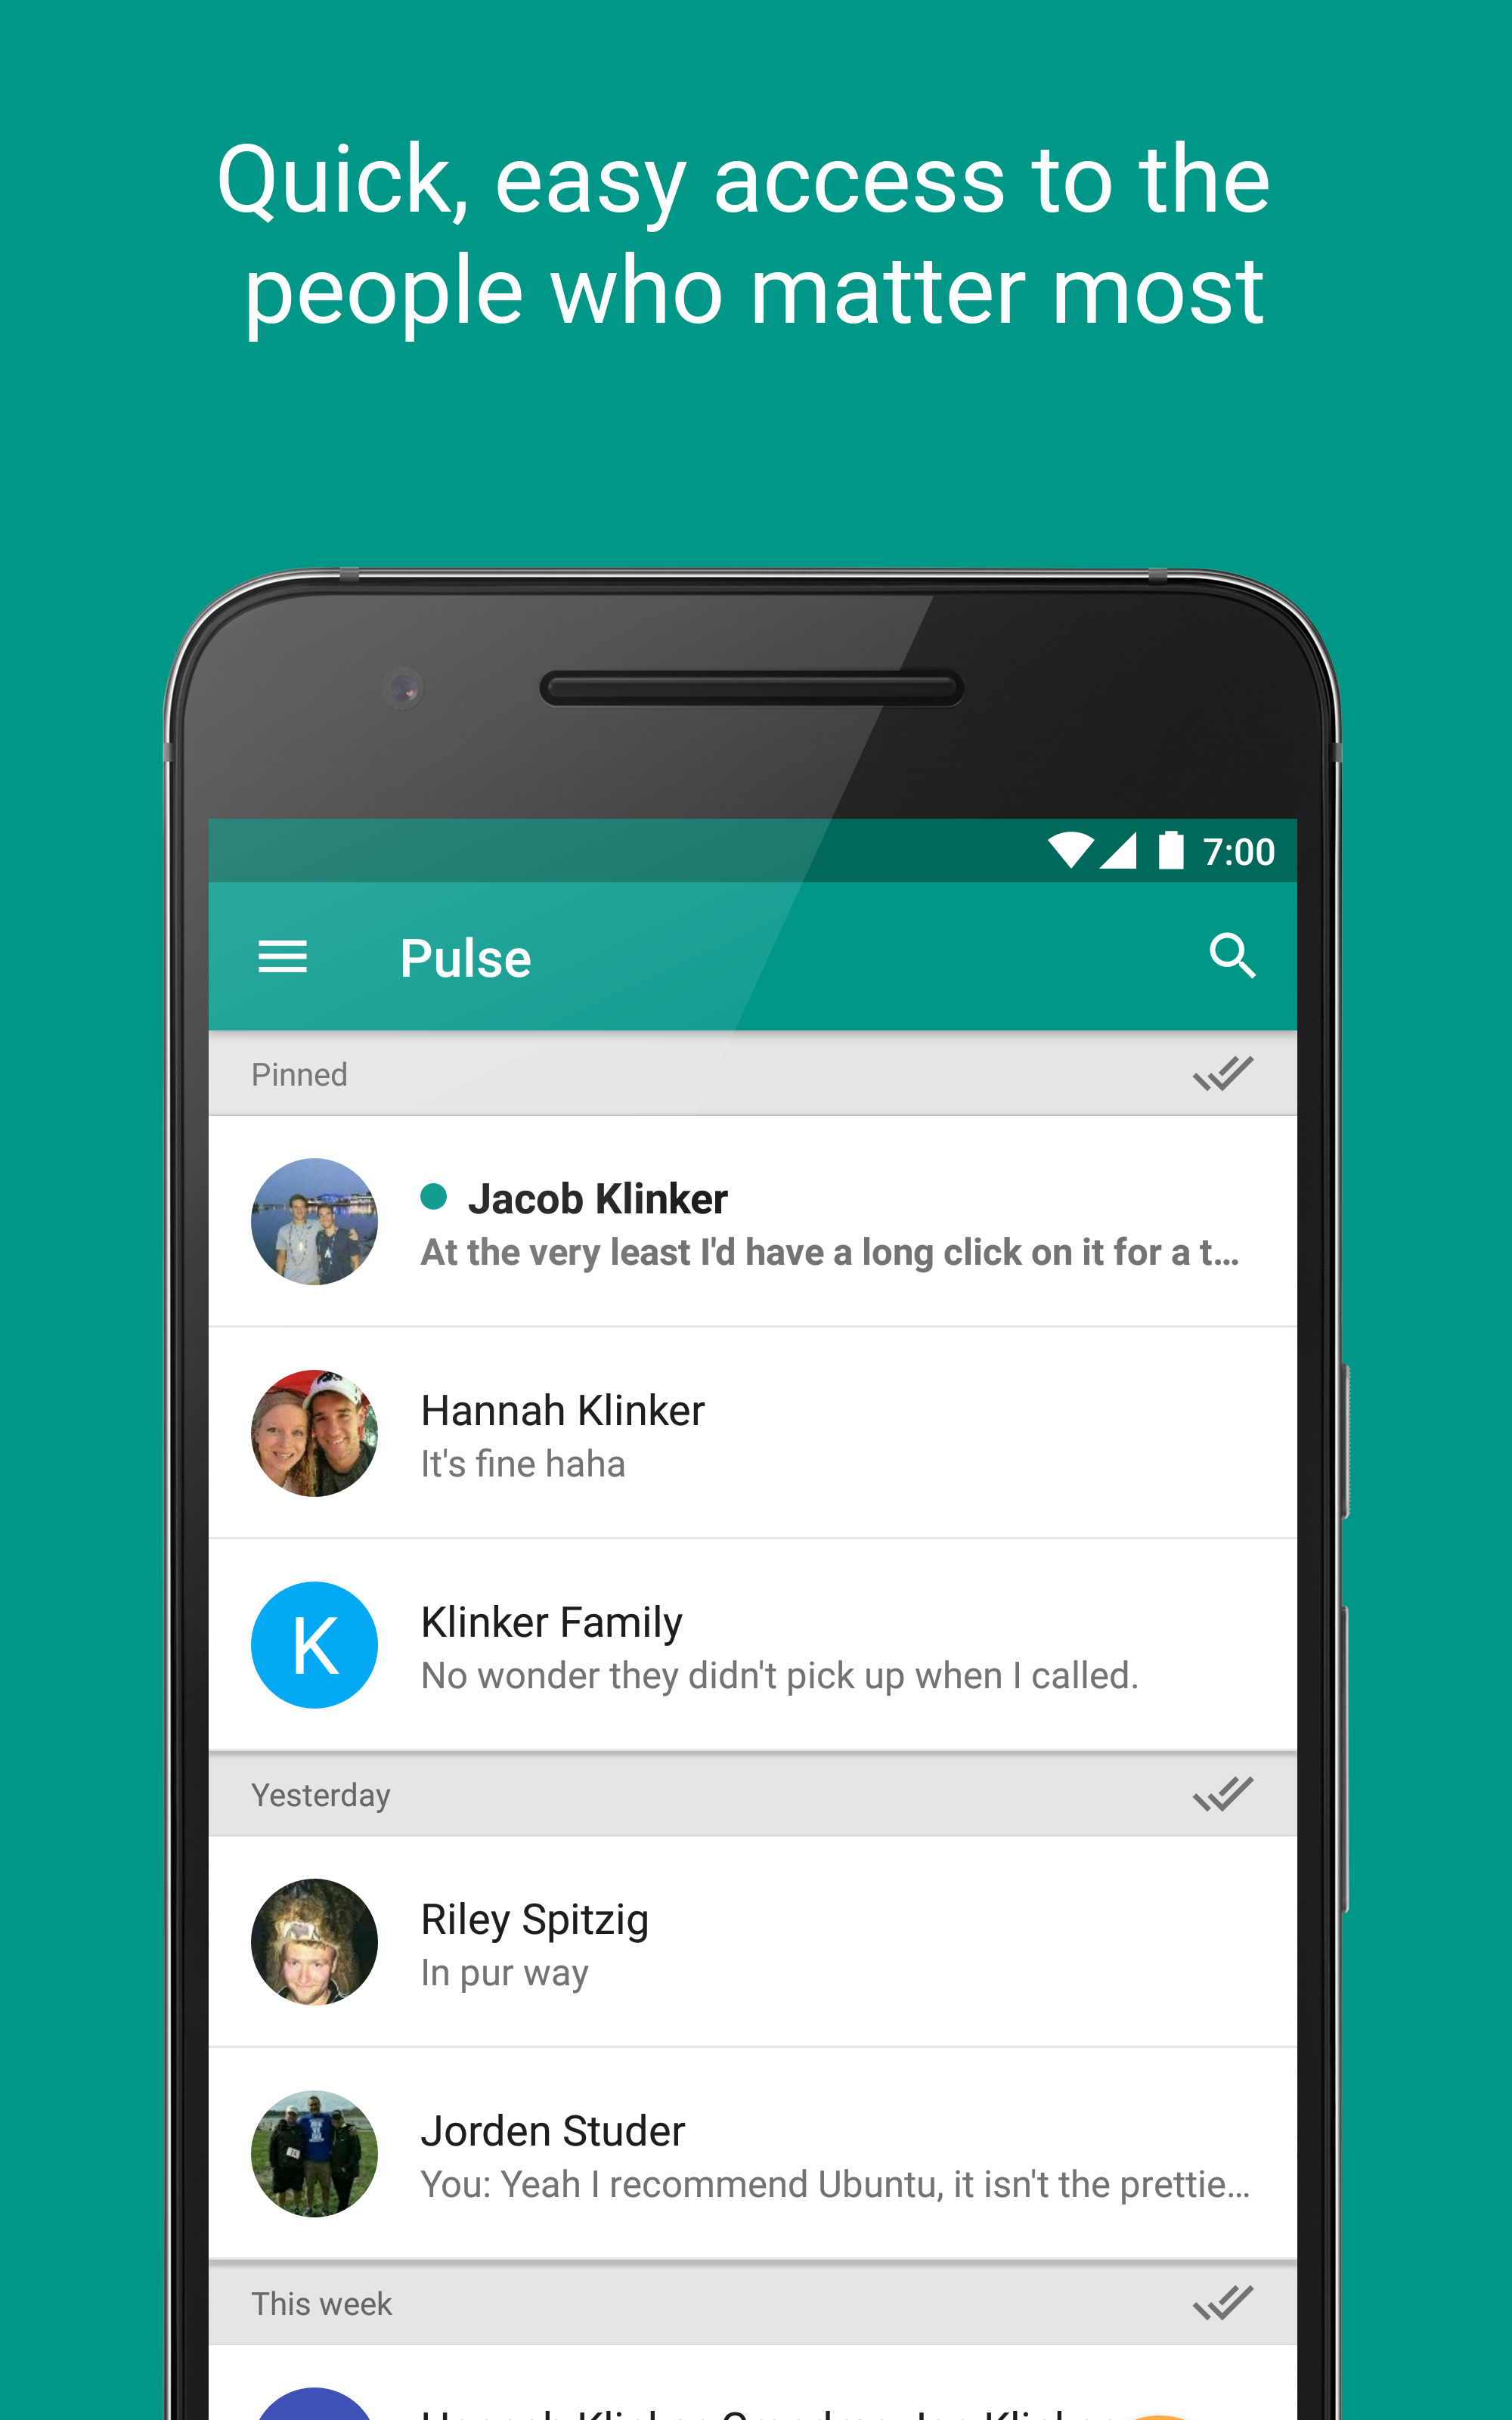 Quick, easy access to the
people who matter most
7:00
Pulse
Pinned
Jacob Klinker
At the very least I'd have a long click on it for a t...
Hannah Klinker
It's fine haha
K
Klinker Family
No wonder they didn't pick up when I called.
Yesterday
Riley Spitzig
In pur way
Jorden Studer
You: Yeah I recommend Ubuntu, it isn't the prettie...
This week